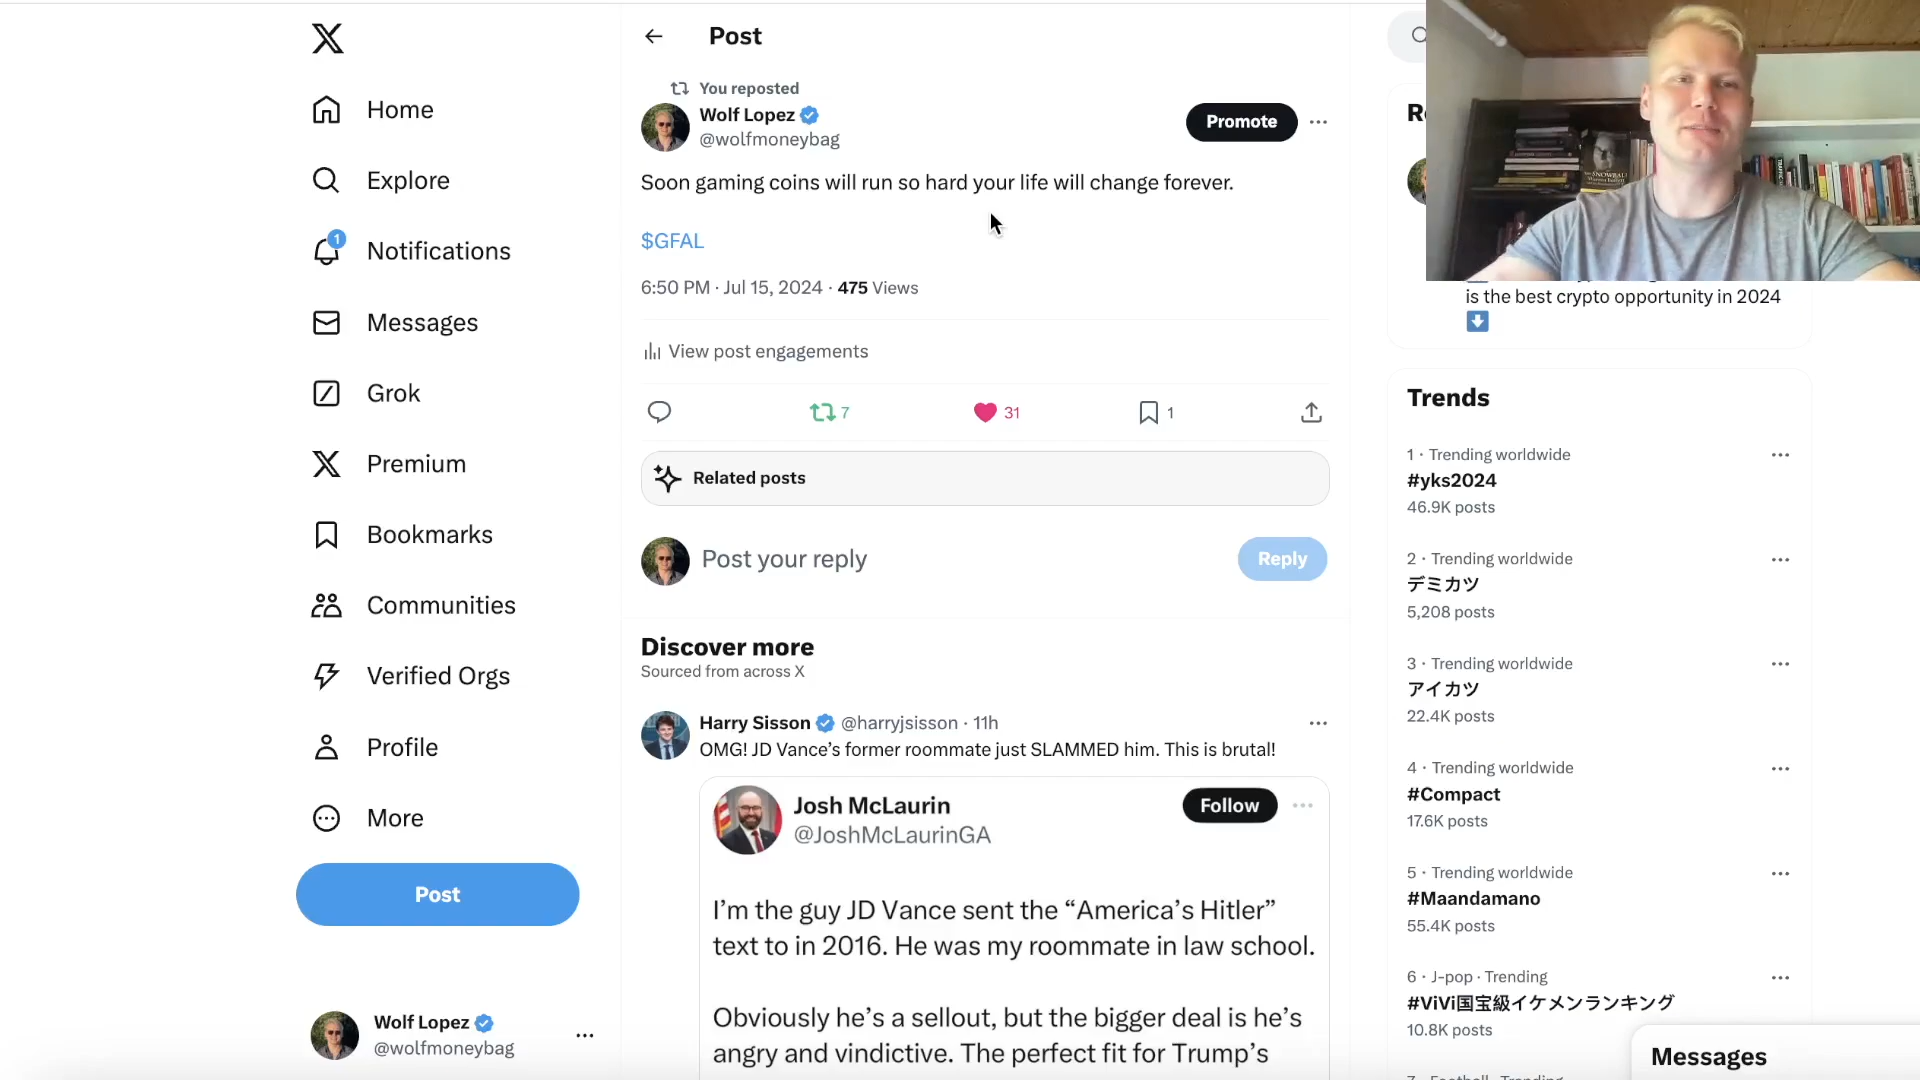 Post
You reposted
Wolf Lopez
@wolfmoneybag
Promote
Soon gaming coins will run so hard your life will change forever.
$GFAL
6:50 PM · Jul 15, 2024 · 475 Views
View post engagements
7
31
1
Related posts
Post your reply
Reply
Discover more
Sourced from across X
Harry Sisson @harryjsisson · 11h
OMG! JD Vance’s former roommate just SLAMMED him. This is brutal!
Josh McLaurin
@JoshMcLaurinGA
Follow
I’m the guy JD Vance sent the “America’s Hitler”
text to in 2016. He was my roommate in law school.
Obviously he’s a sellout, but the bigger deal is he’s
angry and vindictive. The perfect fit for Trump’s
Home
Explore
1
Notifications
Messages
Grok
Premium
Bookmarks
Communities
Verified Orgs
Profile
More
Post
Wolf Lopez
@wolfmoneybag
SNOWBALL
is the best crypto opportunity in 2024
Trends
1 · Trending worldwide
#yks2024
46.9K posts
2 · Trending worldwide
デミカツ
5,208 posts
3 · Trending worldwide
アイカツ
22.4K posts
4 · Trending worldwide
#Compact
17.6K posts
5 · Trending worldwide
#Maandamano
55.4K posts
6 · J-pop · Trending
#ViVi国宝級イケメンランキング
10.8K posts
7 · Football · Trending
Messages